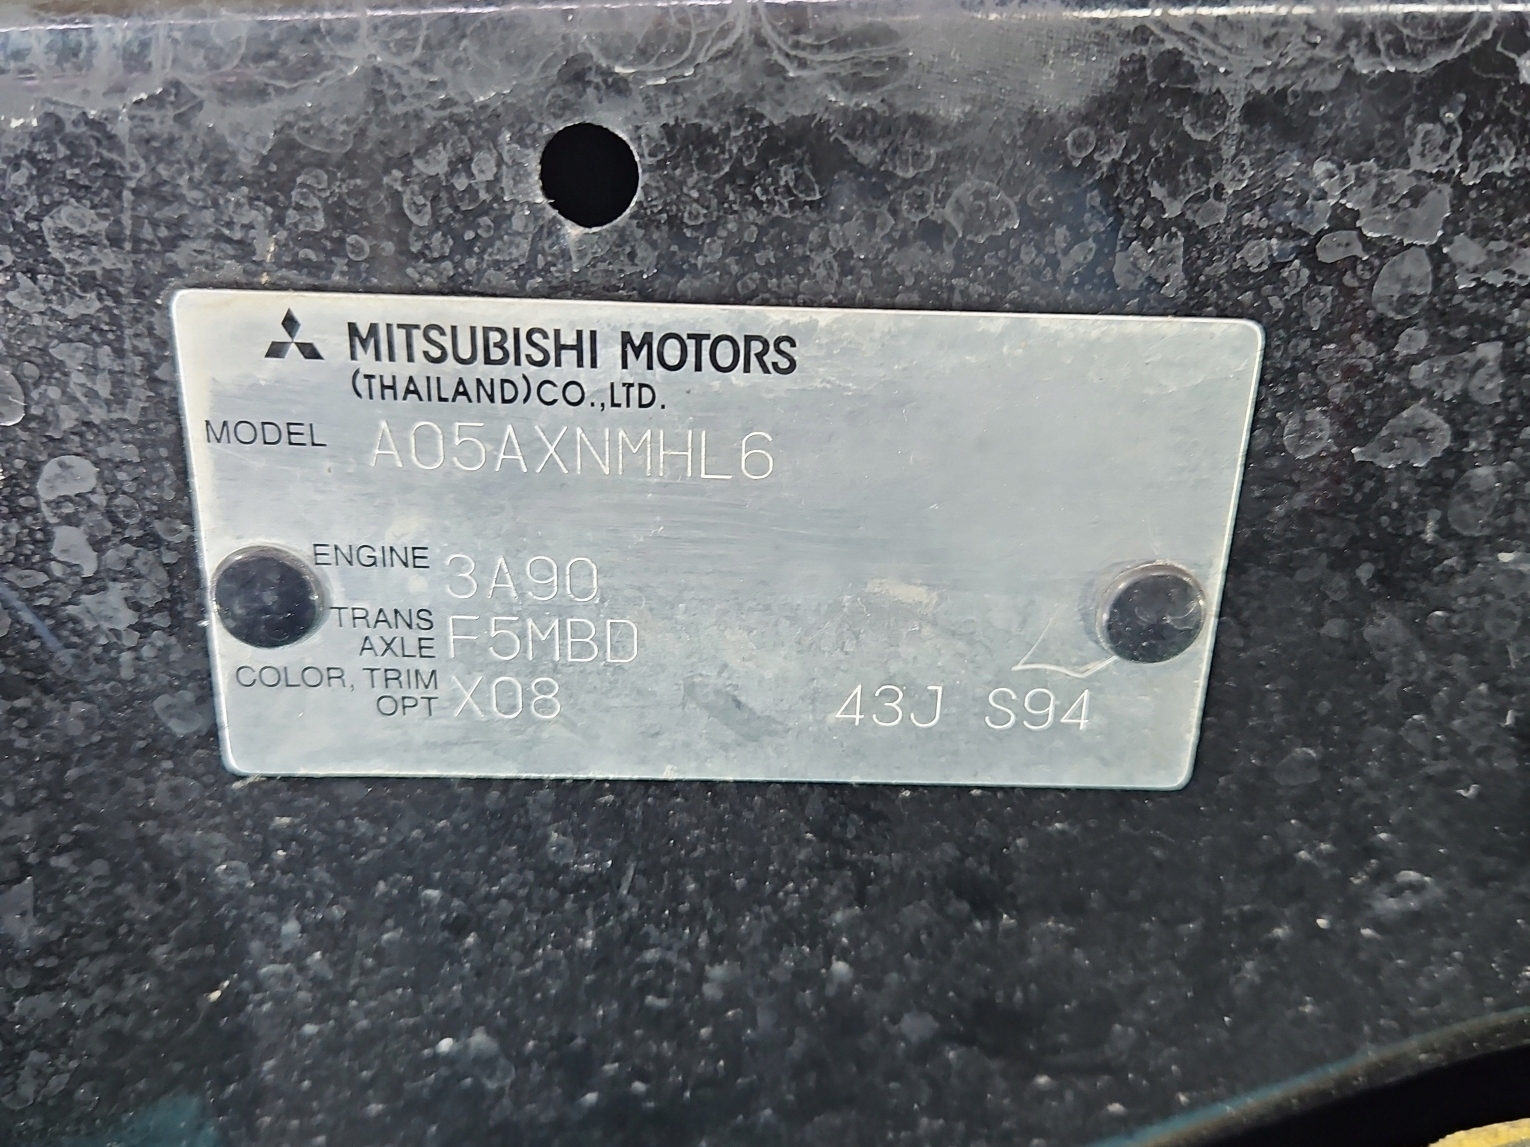 MITSUBISHI MOTORS
(THAILAND)CO.,LTD.
MODEL A05AXNMHL6
ENGINE 3A90
TRANS
AXLE F5MBD
COLOR, TRIM
OPT X08 43J S94